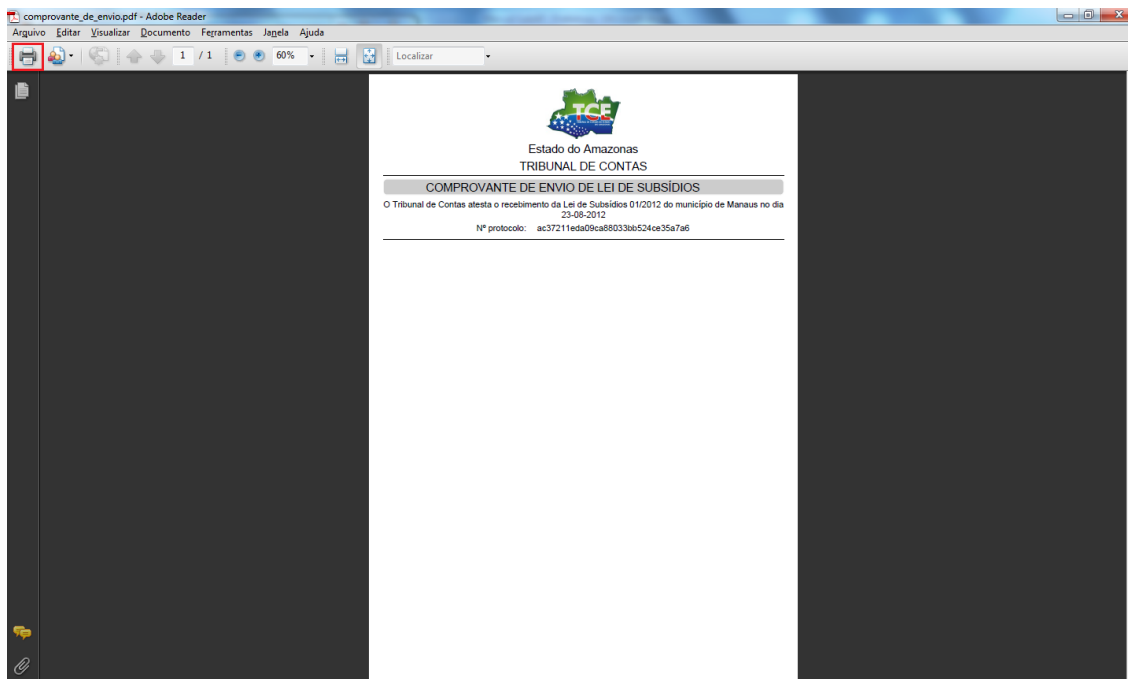 comprovante_de_envio.pdf - Adobe Reader
Arquivo Editar Visualizar Documento Ferramentas Janela Ajuda
1 / 1 60% Localizar
TCE
Estado do Amazonas
TRIBUNAL DE CONTAS
COMPROVANTE DE ENVIO DE LEI DE SUBSÍDIOS
O Tribunal de Contas atesta o recebimento da Lei de Subsídios 01/2012 do município de Manaus no dia
23-08-2012
Nº protocolo: ac37211eda09ca88033bb524ce35a7a6